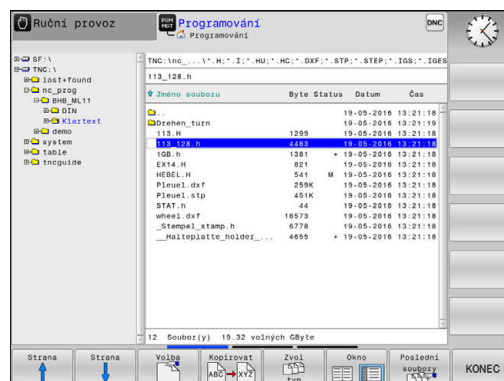 Ruční provoz
PGM MGT
Programování
Programování
DNC
SF:\
TNC:\
lost+found
nc_prog
BHB_ML11
DIN
Klartext
demo
system
table
tncguide
TNC:\nc_...\*.H;*.I;*.HU;*.HC;*.DXF;*.STP;*.STEP;*.IGS;*.IGES
113_128.h
Jméno souboru Byte Status Datum Čas
.. 19-05-2016 13:21:18
Drehen_turn 19-05-2016 13:21:19
113.H 1299 19-05-2016 13:21:18
113_128.h 4483 19-05-2016 13:21:18
1GB.h 1381 + 19-05-2016 13:21:18
EX14.H 821 19-05-2016 13:21:18
HEBEL.H 541 M 19-05-2016 13:21:18
Pleuel.dxf 259K 19-05-2016 13:21:18
Pleuel.stp 451K 19-05-2016 13:21:18
STAT.h 44 19-05-2016 13:21:18
wheel.dxf 16573 19-05-2016 13:21:18
_Stempel_stamp.h 6778 19-05-2016 13:21:18
__Halteplatte_holder_... 4655 + 19-05-2016 13:21:18
12 Soubor(y) 19.32 volných GByte
Strana
Strana
Volba
Kopírovat
ABC XYZ
Zvol
typ
Okno
Poslední
soubory
KONEC